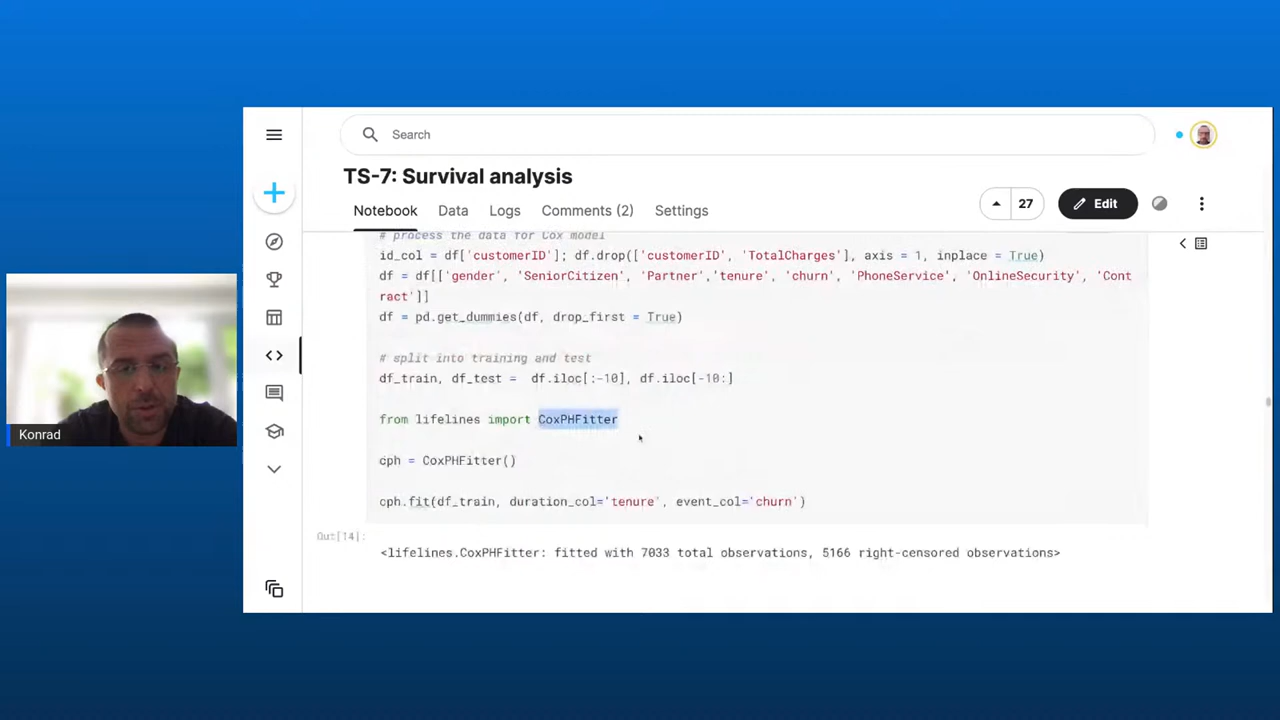 Search
TS-7: Survival analysis
Notebook
Data
Logs
Comments (2)
Settings
27
Edit
# process the data for Cox model
id_col = df['customerID']; df.drop(['customerID', 'TotalCharges'], axis = 1, inplace = True)
df = df[['gender', 'SeniorCitizen', 'Partner','tenure', 'churn', 'PhoneService', 'OnlineSecurity', 'Cont
ract']]
df = pd.get_dummies(df, drop_first = True)
# split into training and test
df_train, df_test =  df.iloc[:-10], df.iloc[-10:]
from lifelines import CoxPHFitter
cph = CoxPHFitter()
cph.fit(df_train, duration_col='tenure', event_col='churn')
Out[14]:
<lifelines.CoxPHFitter: fitted with 7033 total observations, 5166 right-censored observations>
Konrad